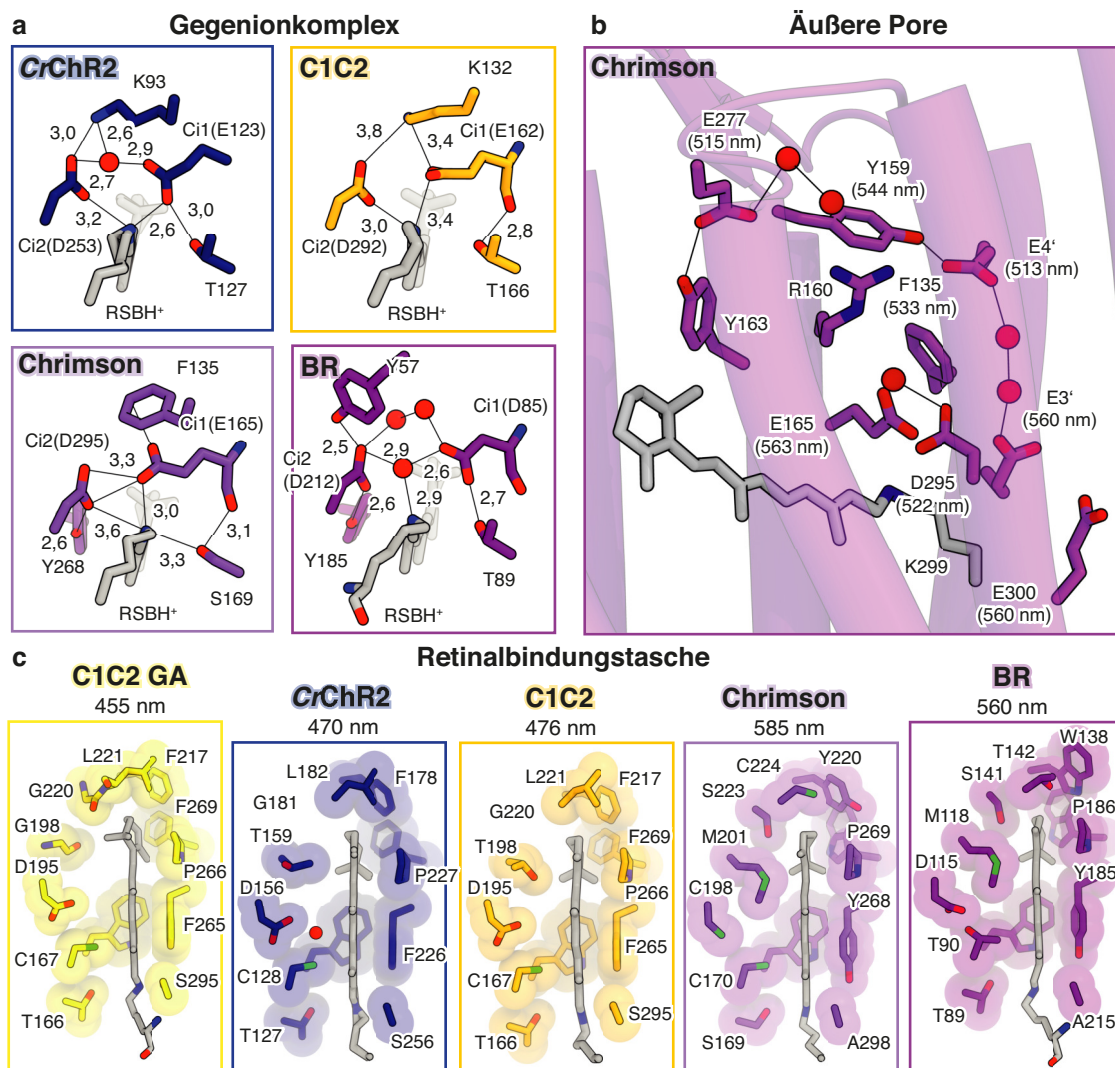 a
Gegenionkomplex
CrChR2
K93
3,0
2,6
Ci1(E123)
2,9
2,7
3,2
3,0
2,6
Ci2(D253)
T127
RSBH⁺
C1C2
K132
3,8
3,4
Ci1(E162)
3,4
3,0
2,8
Ci2(D292)
T166
RSBH⁺
Chrimson
F135
Ci1(E165)
Ci2(D295)
3,3
3,0
3,6
3,1
2,6
3,3
Y268
S169
RSBH⁺
BR
Y57
Ci1(D85)
2,5
2,9
Ci2
(D212)
2,6
2,7
2,6
2,9
Y185
T89
RSBH⁺
b
Äußere Pore
Chrimson
E277
(515 nm)
Y159
(544 nm)
E4‘
(513 nm)
R160
F135
(533 nm)
Y163
E3‘
(560 nm)
E165
(563 nm)
D295
(522 nm)
K299
E300
(560 nm)
c
Retinalbindungstasche
C1C2 GA
455 nm
L221
F217
G220
F269
G198
D195
P266
F265
C167
S295
T166
CrChR2
470 nm
L182
F178
G181
T159
P227
D156
F226
C128
T127
S256
C1C2
476 nm
L221
F217
G220
F269
T198
P266
D195
F265
C167
S295
T166
Chrimson
585 nm
C224
Y220
S223
M201
P269
C198
Y268
C170
S169
A298
BR
560 nm
W138
T142
S141
P186
M118
D115
Y185
T90
T89
A215